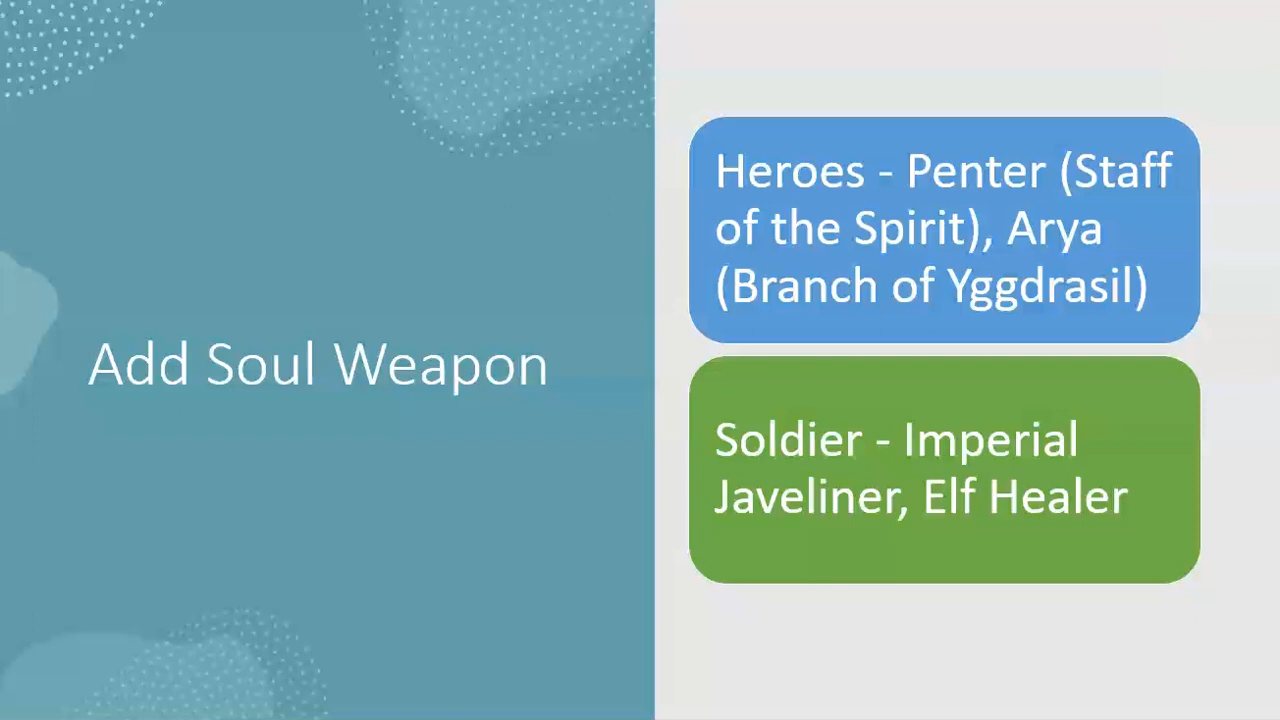 Add Soul Weapon
Heroes - Penter (Staff
of the Spirit), Arya
(Branch of Yggdrasil)
Soldier - Imperial
Javeliner, Elf Healer